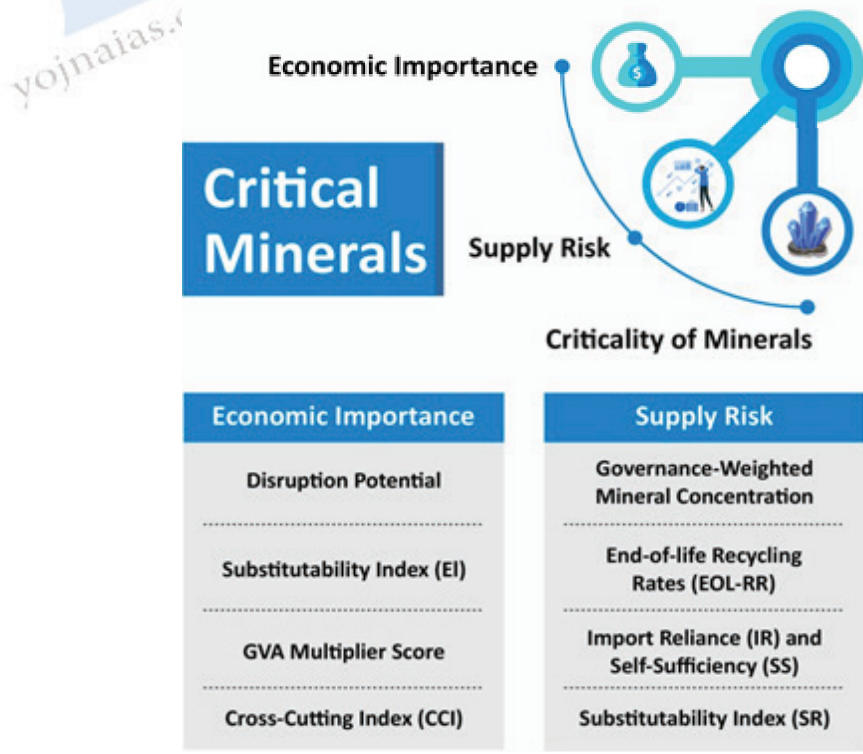 yojnaias.c
Economic Importance
$
Critical
Minerals
Supply Risk
Criticality of Minerals
Economic Importance
Disruption Potential
Substitutability Index (EI)
GVA Multiplier Score
Cross-Cutting Index (CCI)
Supply Risk
Governance-Weighted
Mineral Concentration
End-of-life Recycling
Rates (EOL-RR)
Import Reliance (IR) and
Self-Sufficiency (SS)
Substitutability Index (SR)